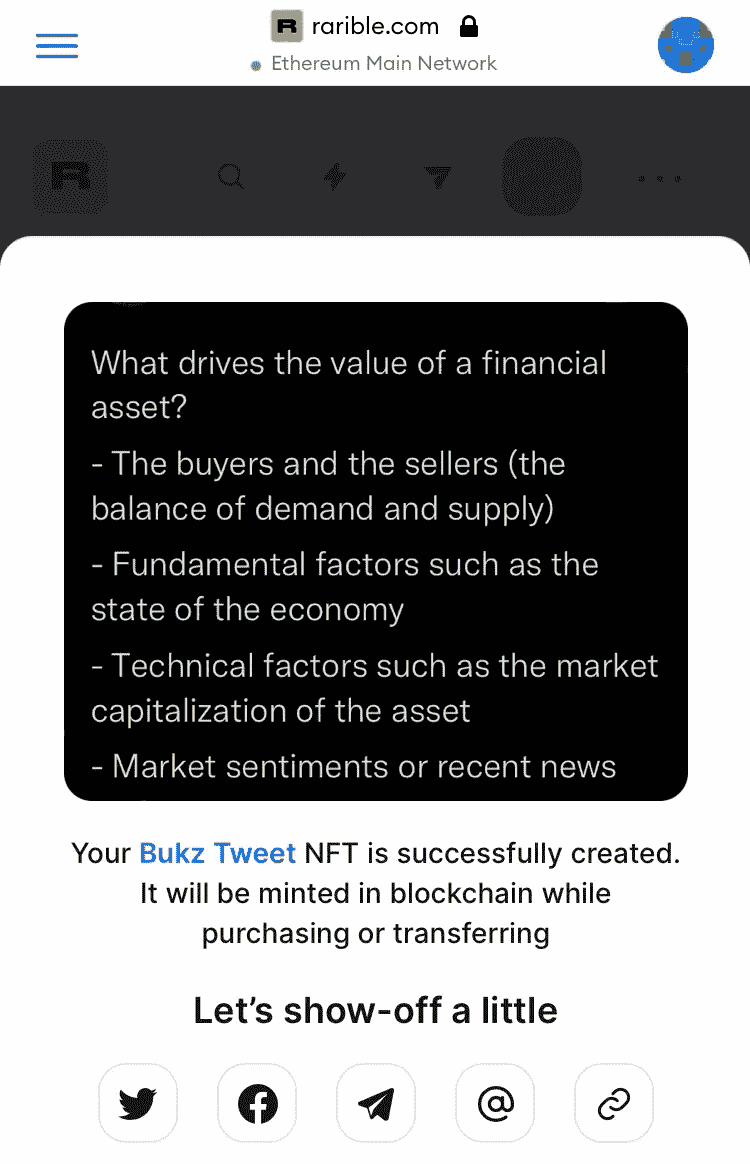 R rarible.com
Ethereum Main Network
R
What drives the value of a financial
asset?
- The buyers and the sellers (the
balance of demand and supply)
- Fundamental factors such as the
state of the economy
- Technical factors such as the market
capitalization of the asset
- Market sentiments or recent news
Your Bukz Tweet NFT is successfully created.
It will be minted in blockchain while
purchasing or transferring
Let's show-off a little